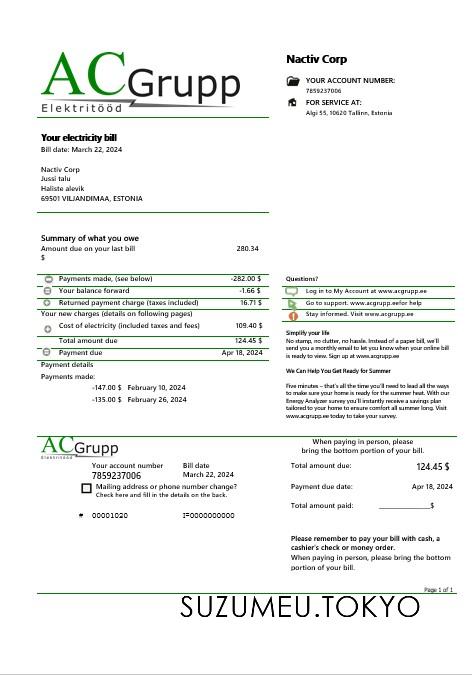 AC Grupp
Elektritööd
Nactiv Corp
YOUR ACCOUNT NUMBER:
7859237006
FOR SERVICE AT:
Algi 55, 10620 Tallinn, Estonia
Your electricity bill
Bill date: March 22, 2024
Nactiv Corp
Jussi talu
Haliste alevik
69501 VILJANDIMAA, ESTONIA
Summary of what you owe
Amount due on your last bill 280.34
$
Payments made, (see below) -282.00 $
Your balance forward -1.66 $
Returned payment charge (taxes included) 16.71 $
Your new charges (details on following pages)
Cost of electricity (included taxes and fees) 109.40 $
Total amount due 124.45 $
Payment due Apr 18, 2024
Payment details
Payments made:
-147.00 $ February 10, 2024
-135.00 $ February 26, 2024
Questions?
Log in to My Account at www.acgrupp.ee
Go to support. www.acgrupp.eefor help
Stay informed. Visit www.acgrupp.ee
Simplify your life
No stamp, no clutter, no hassle. Instead of a paper bill, we'll
send you a monthly email to let you know when your online bill
is ready to view. Sign up at www.acgrupp.ee
We Can Help You Get Ready for Summer
Five minutes – that's all the time you'll need to lead all the ways
to make sure your home is ready for the summer heat. With our
Energy Analyzer survey you'll instantly receive a savings plan
tailored to your home to ensure comfort all summer long. Visit
www.acgrupp.ee today to take your survey.
AC Grupp
Elektritööd
Your account number Bill date
7859237006 March 22, 2024
Mailing address or phone number change?
Check here and fill in the details on the back.
# 00001020 I=0000000000
When paying in person, please
bring the bottom portion of your bill.
Total amount due: 124.45 $
Payment due date: Apr 18, 2024
Total amount paid: ______________$
Please remember to pay your bill with cash, a
cashier's check or money order.
When paying in person, please bring the bottom
portion of your bill.
Page 1 of 1
SUZUMEU.TOKYO